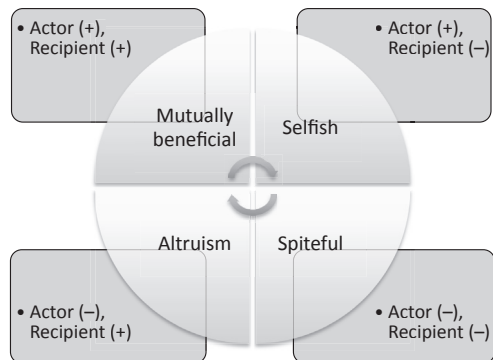 • Actor (+),
Recipient (+)
• Actor (+),
Recipient (–)
Mutually
beneficial
Selfish
Altruism
Spiteful
• Actor (–),
Recipient (+)
• Actor (–),
Recipient (–)